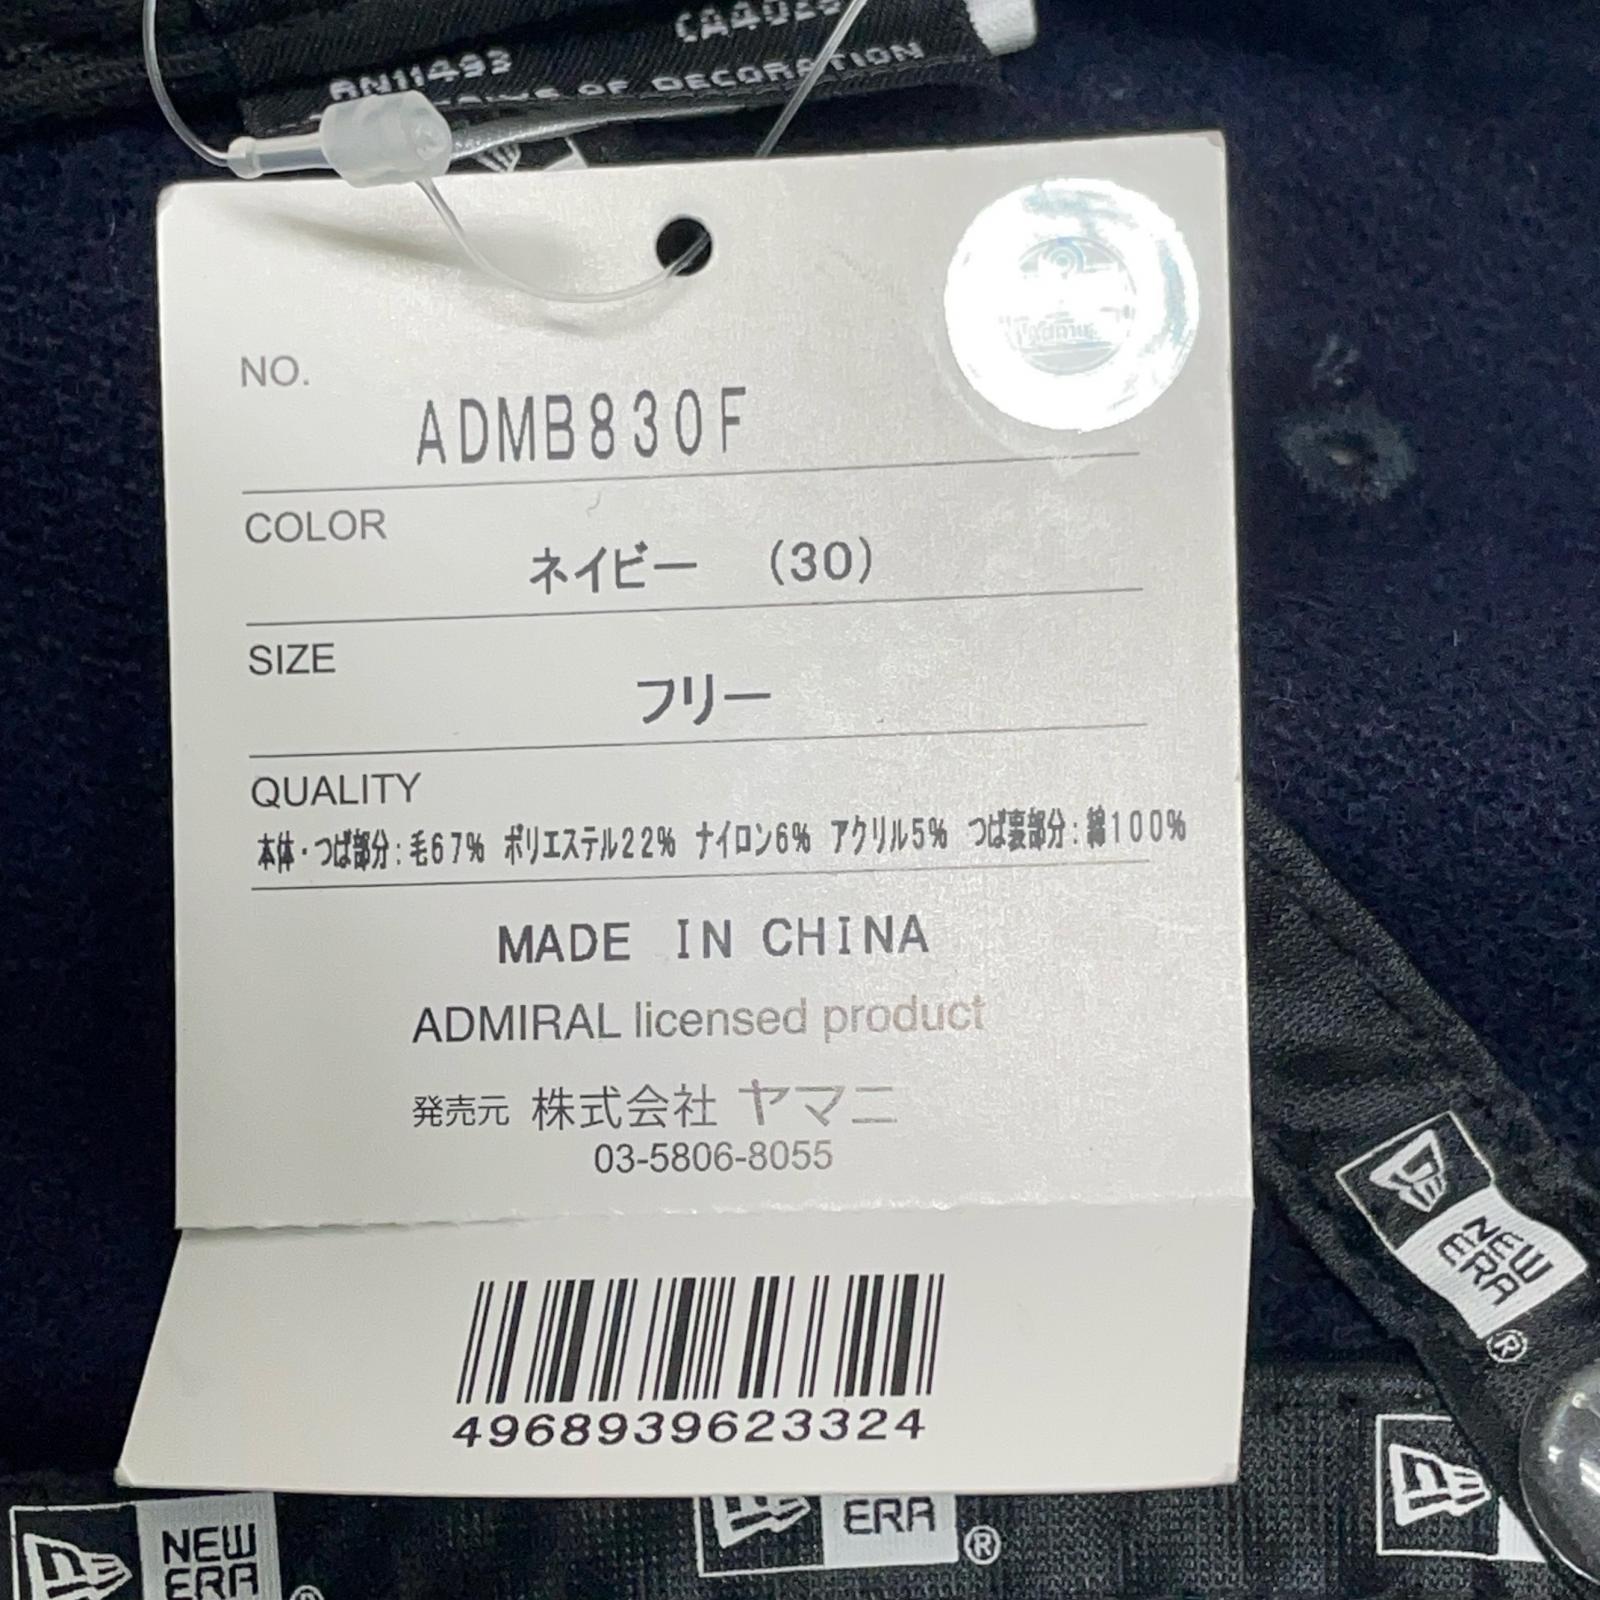 RN11493
OF DECORATION
NO.
ADMB830F
COLOR
ネイビー (30)
SIZE
フリー
QUALITY
本体・つば部分：毛67% ポリエステル22% ナイロン6% アクリル5% つば裏部分：綿100%
MADE IN CHINA
ADMIRAL licensed product
発売元 株式会社 ヤマニ
03-5806-8055
4968939623324
NEW
ERA
®
NEW
ERA
ERA
®